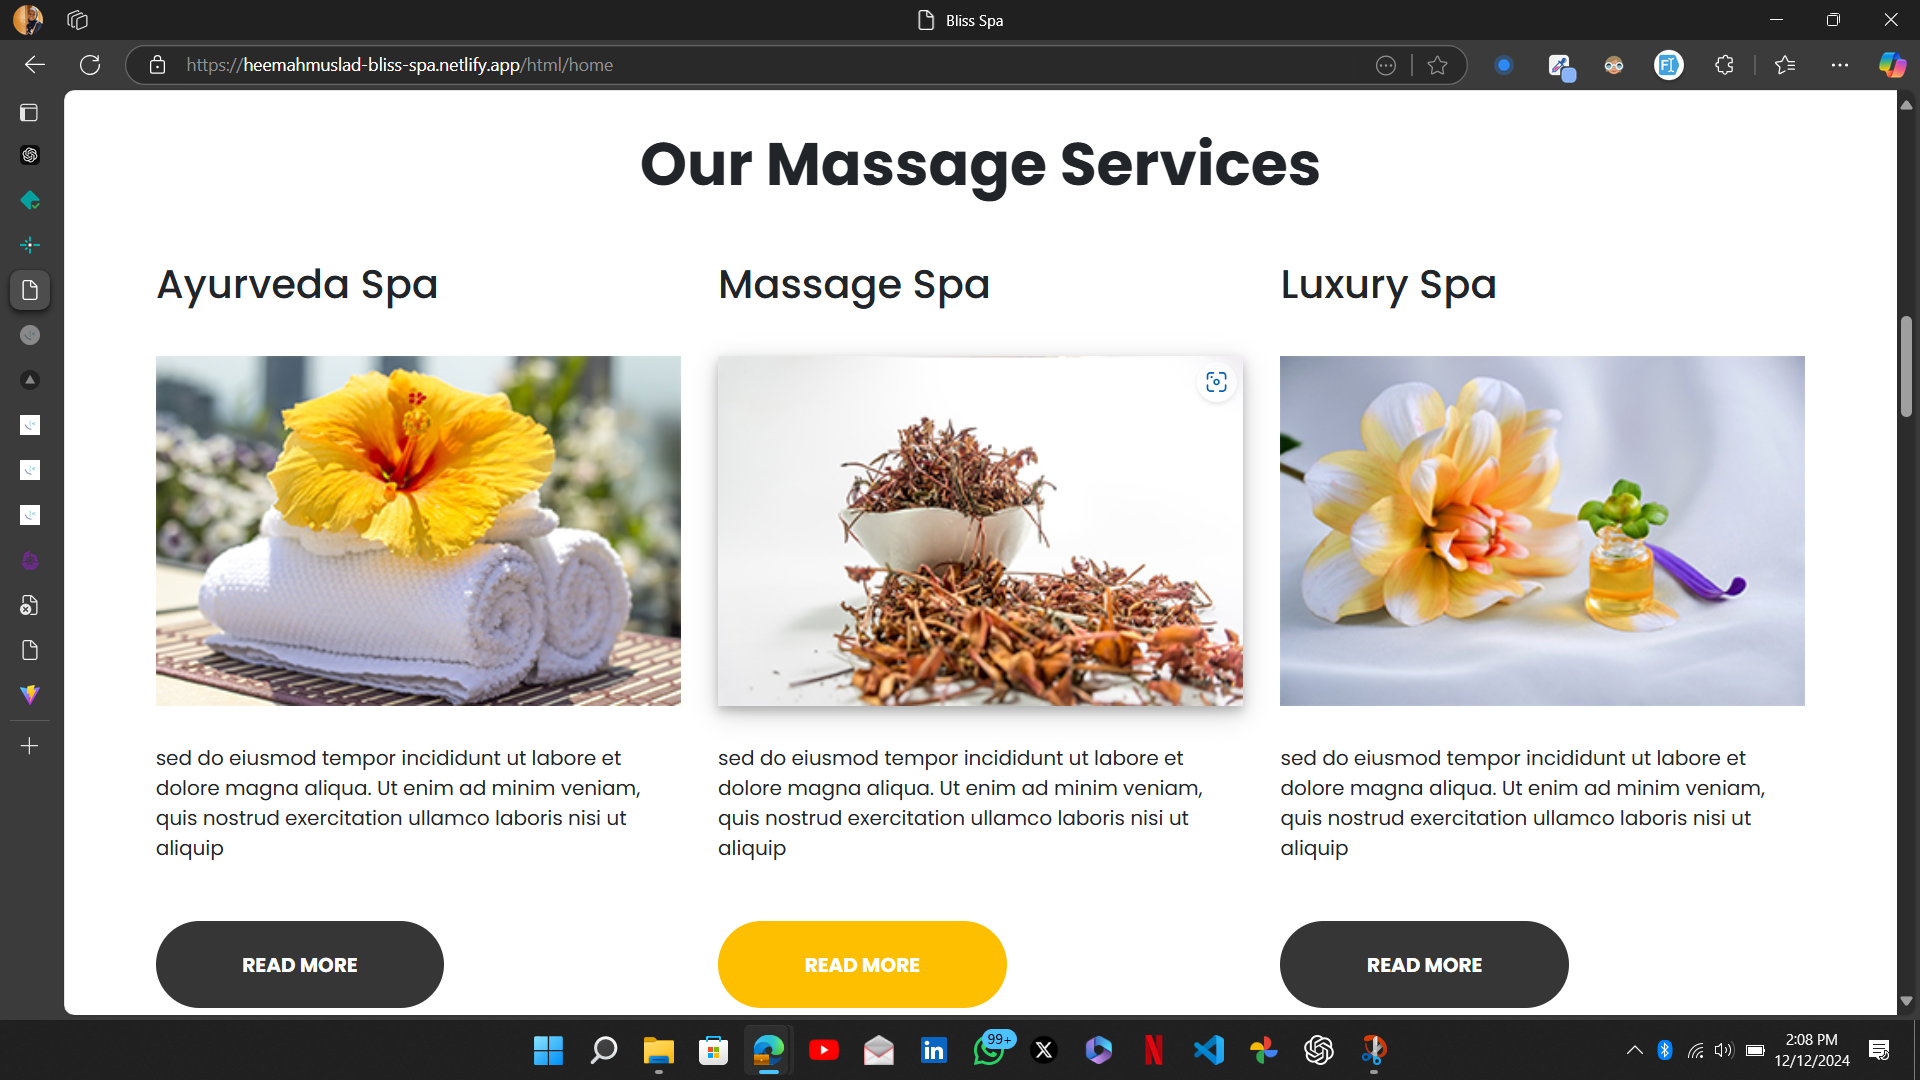 Bliss Spa
https://heemahmuslad-bliss-spa.netlify.app/html/home
Our Massage Services
Ayurveda Spa
Massage Spa
Luxury Spa
sed do eiusmod tempor incididunt ut labore et
dolore magna aliqua. Ut enim ad minim veniam,
quis nostrud exercitation ullamco laboris nisi ut
aliquip
sed do eiusmod tempor incididunt ut labore et
dolore magna aliqua. Ut enim ad minim veniam,
quis nostrud exercitation ullamco laboris nisi ut
aliquip
sed do eiusmod tempor incididunt ut labore et
dolore magna aliqua. Ut enim ad minim veniam,
quis nostrud exercitation ullamco laboris nisi ut
aliquip
READ MORE
READ MORE
READ MORE
99+
2:08 PM
12/12/2024